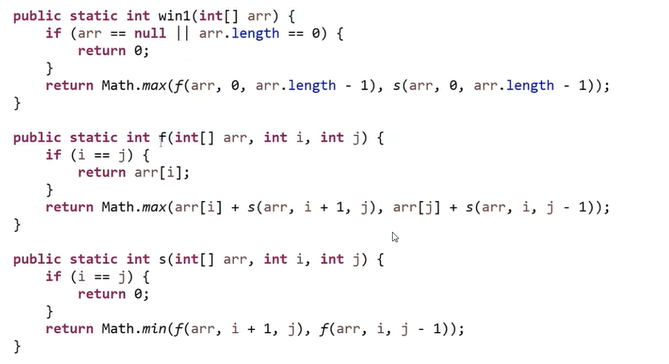 public static int win1(int[] arr) {
    if (arr == null || arr.length == 0) {
        return 0;
    }
    return Math.max(f(arr, 0, arr.length - 1), s(arr, 0, arr.length - 1));
}
public static int f(int[] arr, int i, int j) {
    if (i == j) {
        return arr[i];
    }
    return Math.max(arr[i] + s(arr, i + 1, j), arr[j] + s(arr, i, j - 1));
}
public static int s(int[] arr, int i, int j) {
    if (i == j) {
        return 0;
    }
    return Math.min(f(arr, i + 1, j), f(arr, i, j - 1));
}